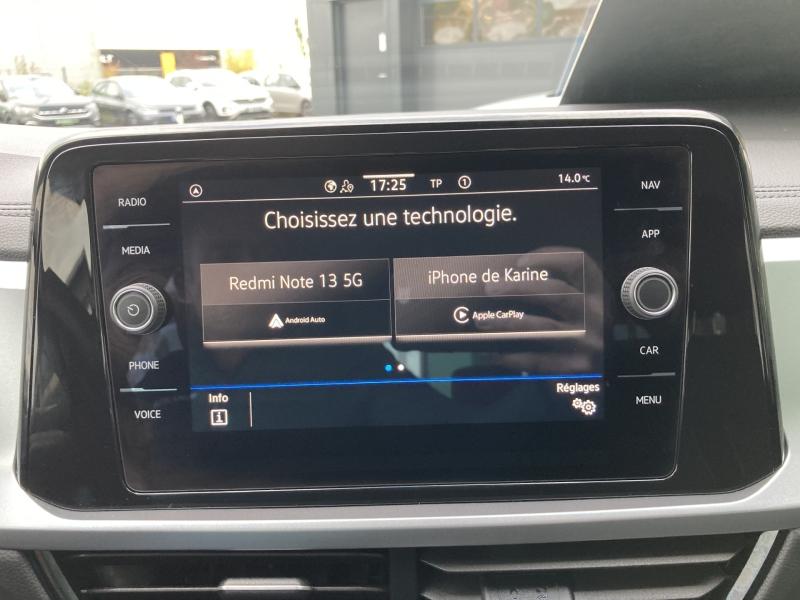 17:25 TP 1 14.0°C
RADIO
MEDIA
PHONE
VOICE
Choisissez une technologie.
Redmi Note 13 5G
Android Auto
iPhone de Karine
Apple CarPlay
Info
Réglages
NAV
APP
CAR
MENU